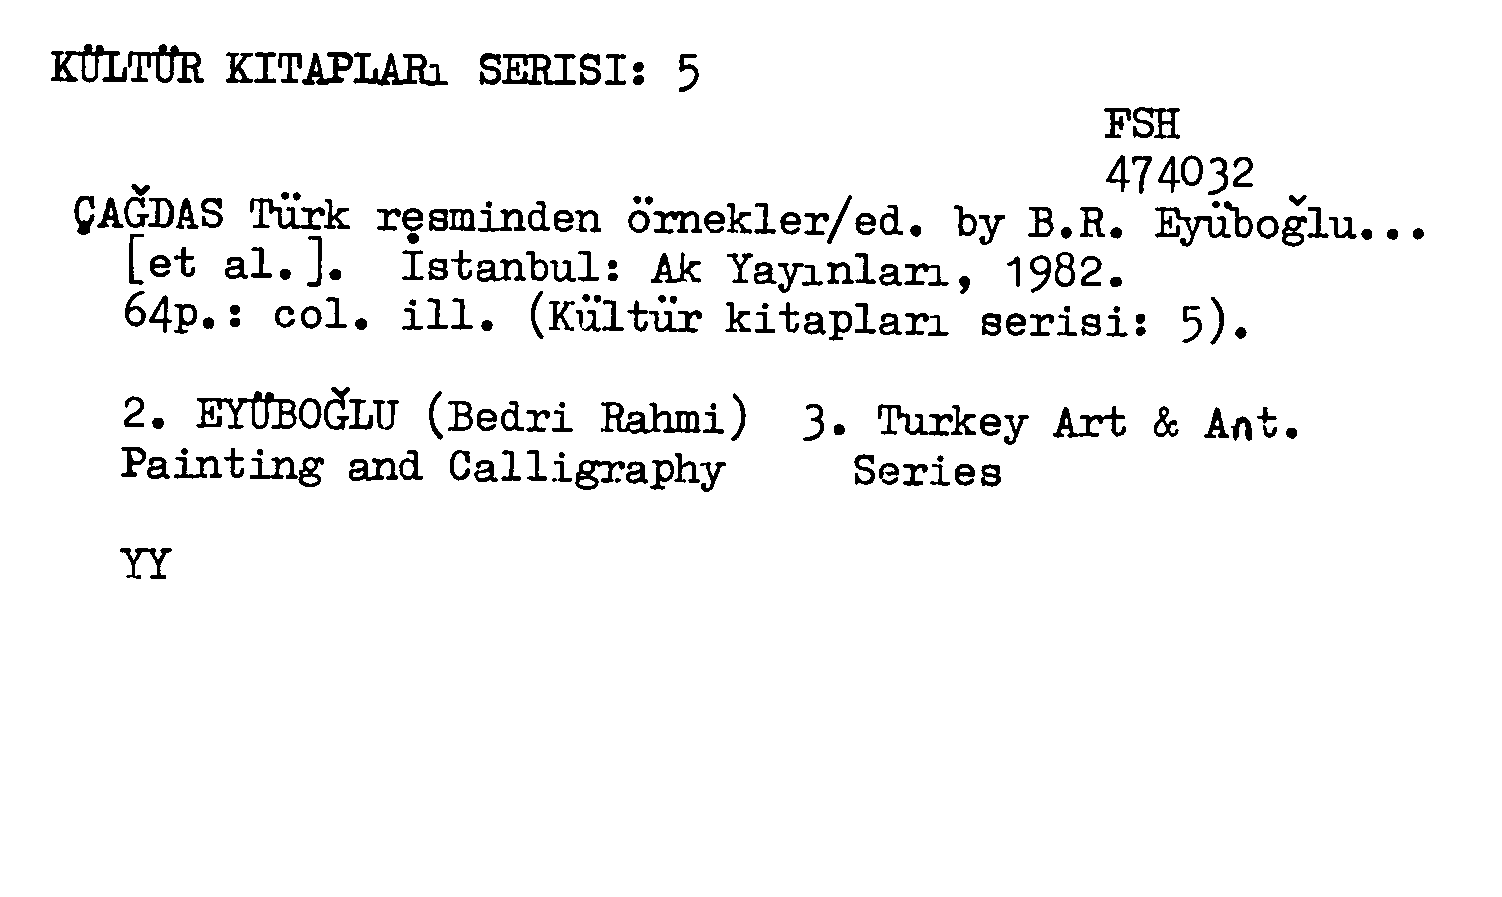 KÜLTÜR KITAPLARı SERISI: 5
FSH
474032
ÇAĞDAS Türk resminden örnekler/ed. by B.R. Eyüboğlu...
[et al.]. İstanbul: Ak Yayınları, 1982.
64p.: col. ill. (Kültür kitapları serisi: 5).
2. EYÜBOĞLU (Bedri Rahmi) 3. Turkey Art & Ant.
Painting and Calligraphy Series
YY